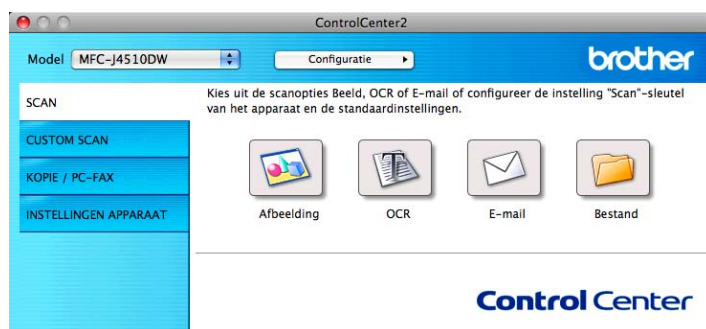 ControlCenter2
Model MFC-J4510DW Configuratie brother
Kies uit de scanopties Beeld, OCR of E-mail of configureer de instelling "Scan"-sleutel
van het apparaat en de standaardinstellingen.
SCAN
CUSTOM SCAN
KOPIE / PC-FAX
INSTELLINGEN APPARAAT
Afbeelding OCR E-mail Bestand
Control Center